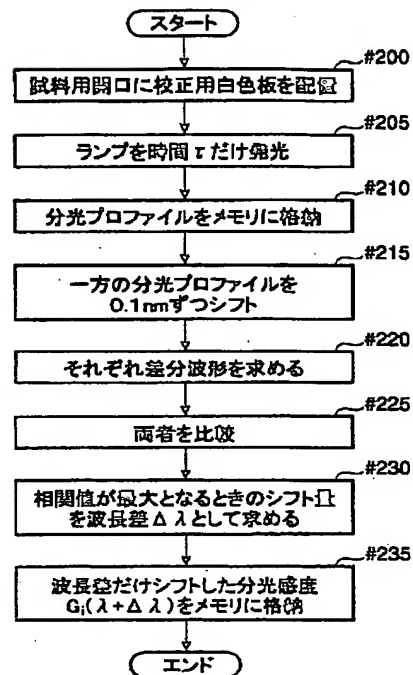 スタート
#200
試料用開口に校正用白色板を配置
#205
ランプを時間τだけ発光
#210
分光プロファイルをメモリに格納
#215
一方の分光プロファイルを
0.1nmずつシフト
#220
それぞれ差分波形を求める
#225
両者を比較
#230
相関値が最大となるときのシフト量
を波長差Δλとして求める
#235
波長差だけシフトした分光感度
Gi(λ+Δλ)をメモリに格納
エンド